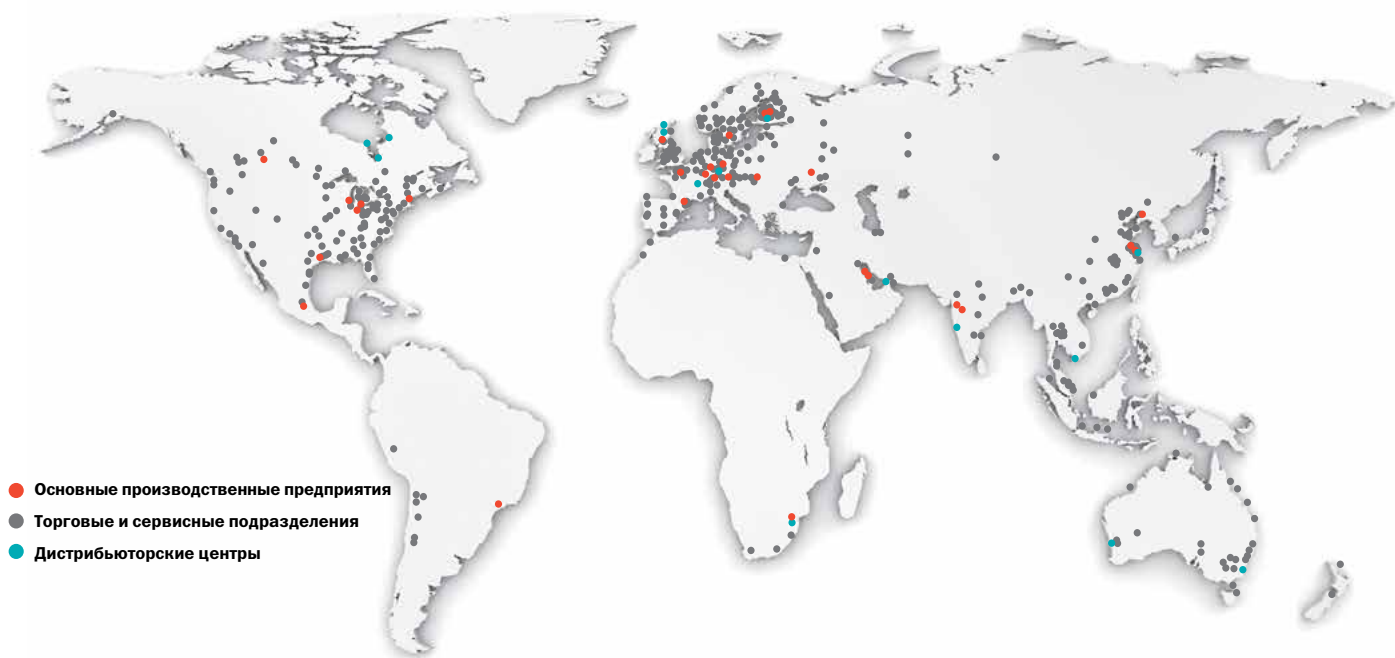 Основные производственные предприятия
Торговые и сервисные подразделения
Дистрибьюторские центры